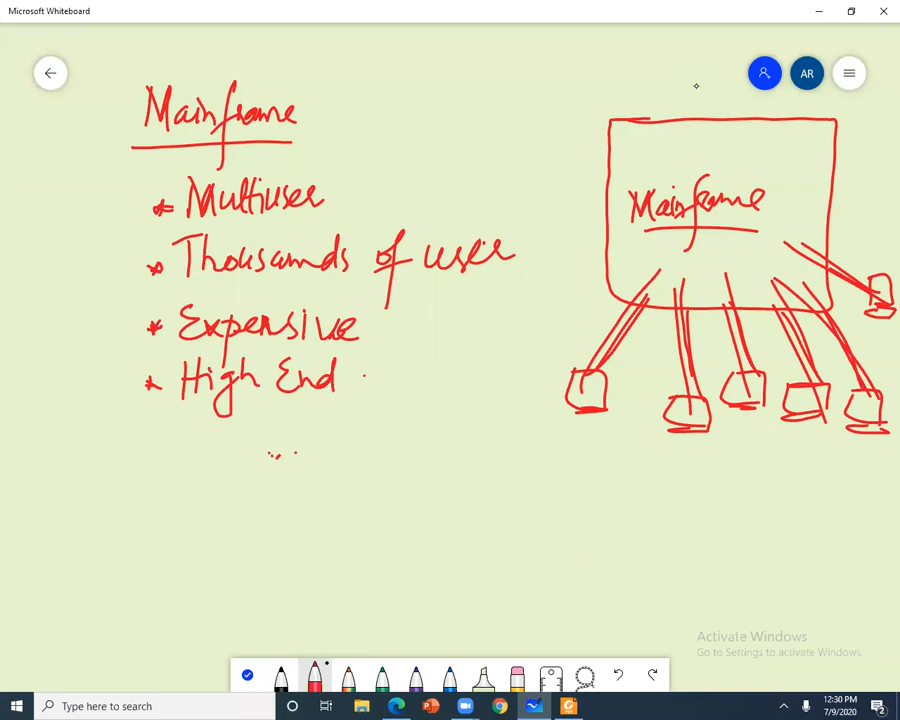 Microsoft Whiteboard
AR
Mainframe
* Multiuser
* Thousands of user
* Expensive
* High End
Mainframe
Activate Windows
Go to Settings to activate Windows.
Type here to search
12:30 PM
7/9/2020
2